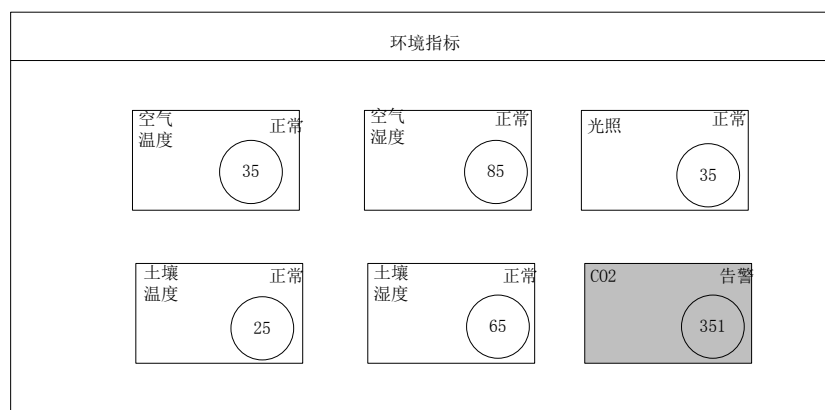 环境指标
空气
温度
正常
35
空气
湿度
正常
85
光照
正常
35
土壤
温度
正常
25
土壤
湿度
正常
65
CO2
告警
351